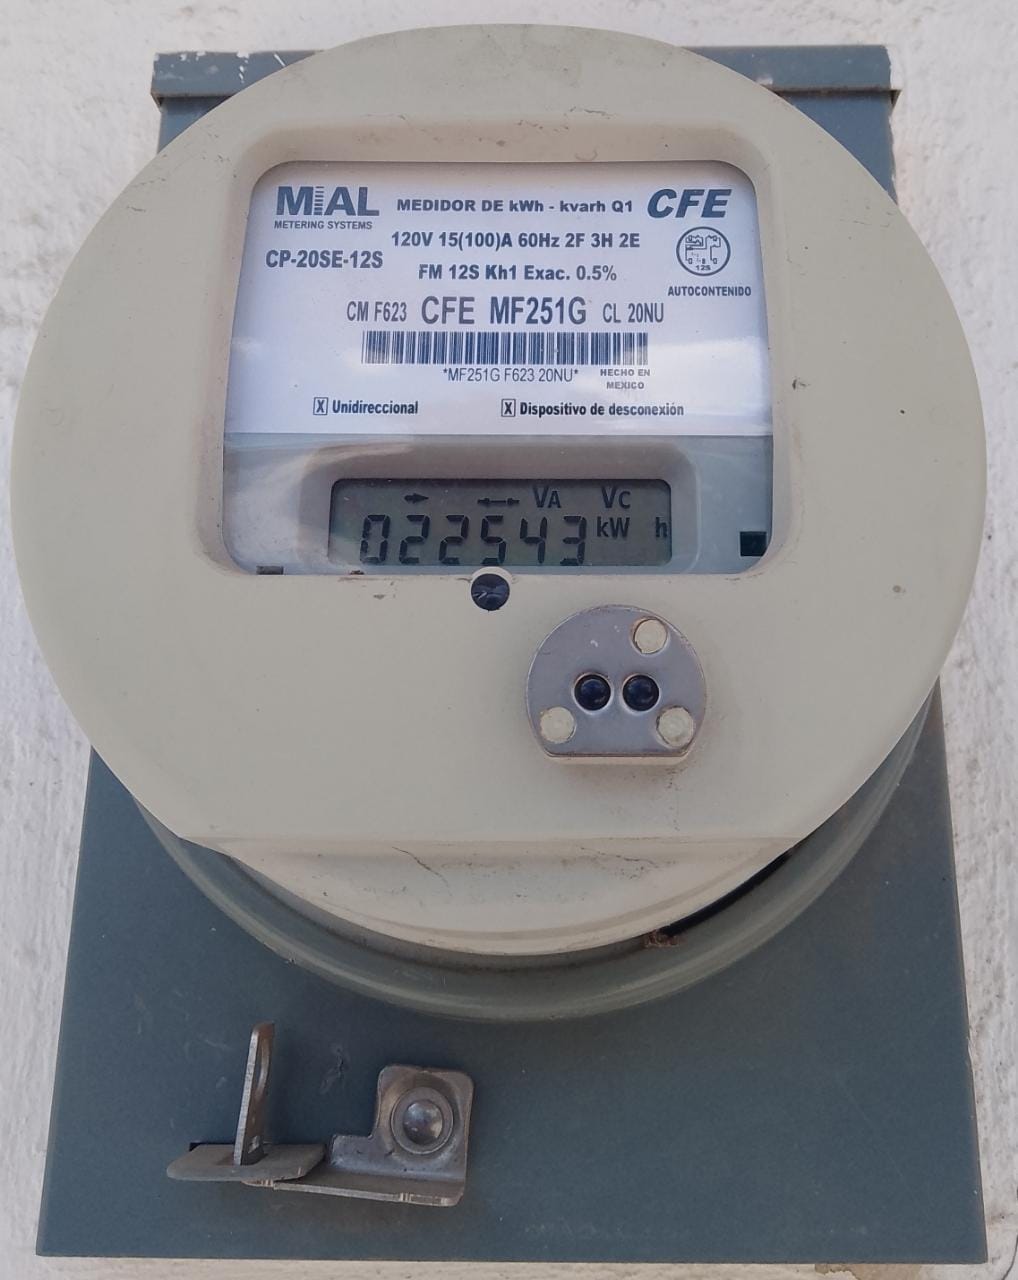 MIAL MEDIDOR DE kWh - kvarh Q1 CFE
METERING SYSTEMS
120V 15(100)A 60Hz 2F 3H 2E
CP-20SE-12S
FM 12S Kh1 Exac. 0.5%
12S
AUTOCONTENIDO
CM F623 CFE MF251G CL 20NU
*MF251G F623 20NU*
HECHO EN
MEXICO
X Unidireccional X Dispositivo de desconexión
VA VC
022543 kW h